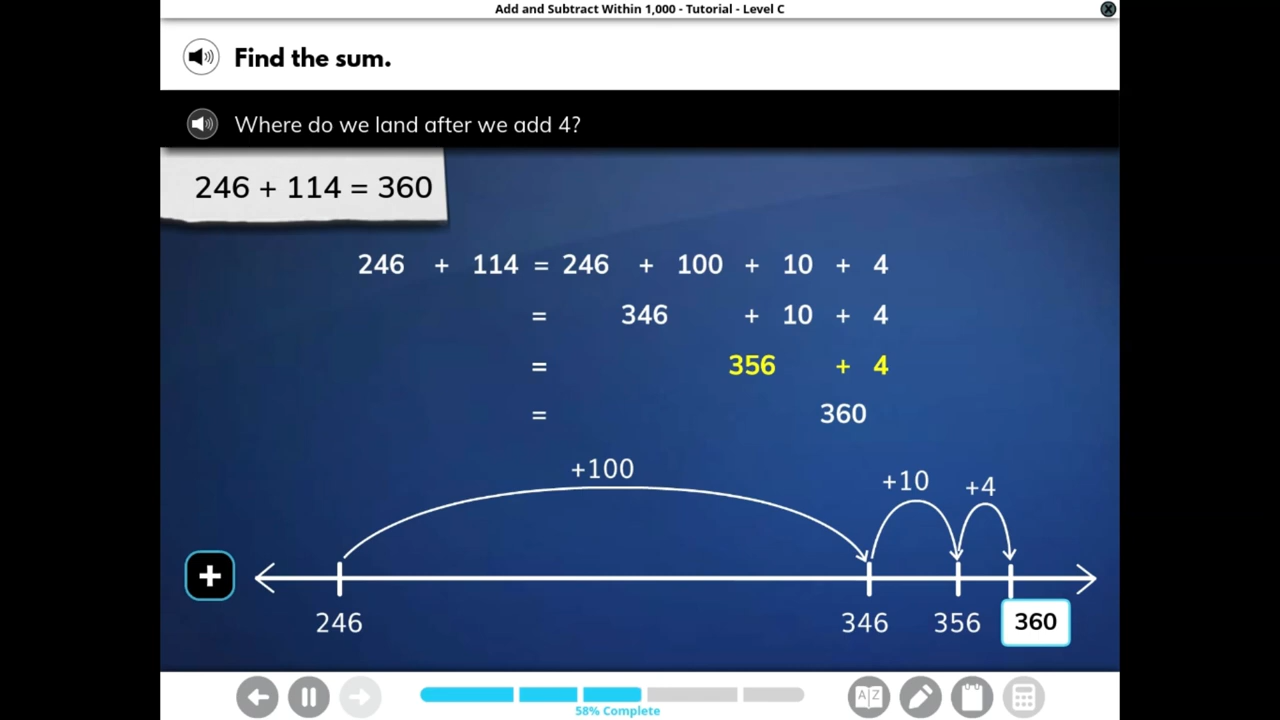 Add and Subtract Within 1,000 - Tutorial - Level C
Find the sum.
Where do we land after we add 4?
246 + 114 = 360
246 + 114 = 246 + 100 + 10 + 4
= 346 + 10 + 4
= 356 + 4
= 360
+100 +10 +4
+
246 346 356 360
58% Complete
A Z